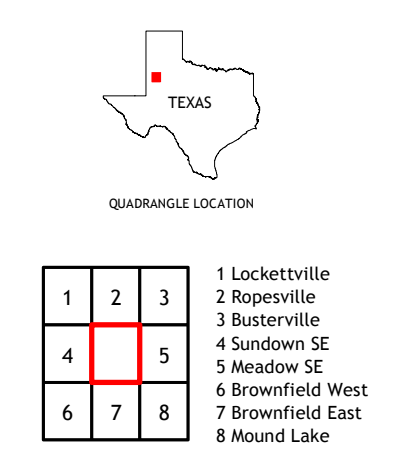 TEXAS
QUADRANGLE LOCATION
1 2 3
4 5
6 7 8
1 Lockettville
2 Ropesville
3 Busterville
4 Sundown SE
5 Meadow SE
6 Brownfield West
7 Brownfield East
8 Mound Lake